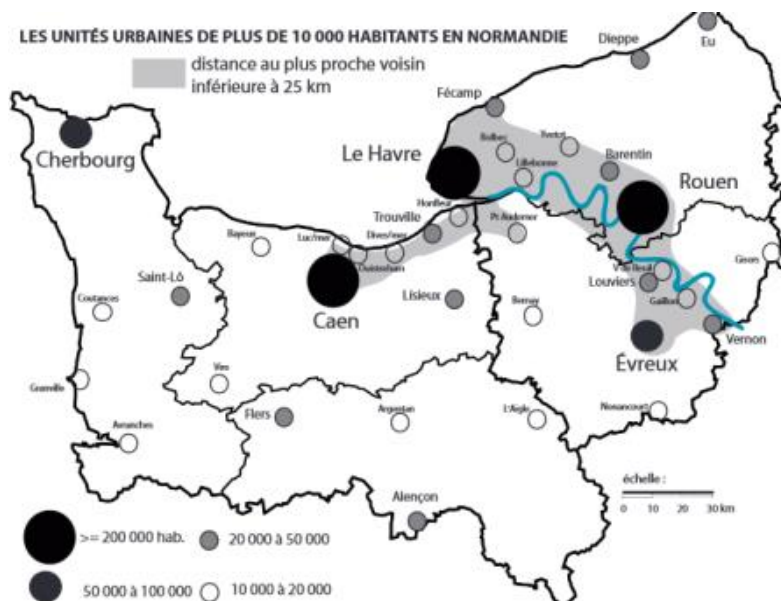 LES UNITÉS URBAINES DE PLUS DE 10 000 HABITANTS EN NORMANDIE
distance au plus proche voisin
inférieure à 25 km
Dieppe
Eu
Fécamp
Cherbourg
Le Havre
Bolbec
Yvetot
Lillebonne
Barentin
Rouen
Honfleur
Trouville
Pt Audemer
Bayeux
Luc/mer
Dives/mer
Ouistreham
Saint-Lô
Caen
Lisieux
Coutances
V de Reuil
Louviers
Gaillon
Gisors
Bernay
Vernon
Évreux
Granville
Vire
Flers
Argentan
L'Aigle
Nonancourt
Avranches
Alençon
échelle :
0 10 20 30 km
>= 200 000 hab.
20 000 à 50 000
50 000 à 100 000
10 000 à 20 000